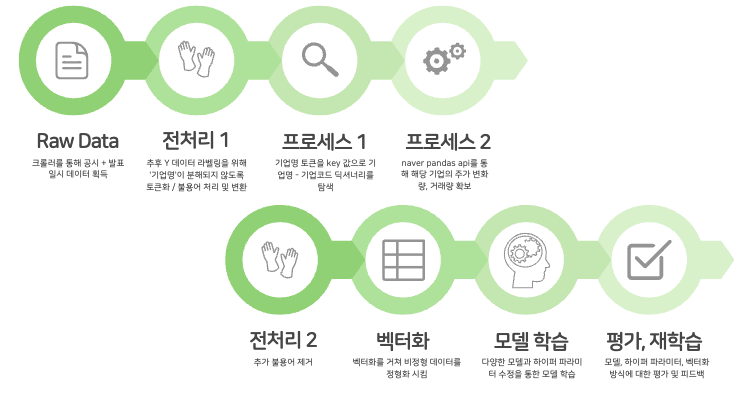 Raw Data
크롤러를 통해 공시 + 발표
일시 데이터 획득
전처리 1
추후 Y 데이터 라벨링을 위해
'기업명'이 분해되지 않도록
토큰화 / 불용어 처리 및 변환
프로세스 1
기업명 토큰을 key 값으로 기
업명 - 기업코드 딕셔너리를
탐색
프로세스 2
naver pandas api를 통
해 해당 기업의 주가 변화
량, 거래량 확보
전처리 2
추가 불용어 제거
벡터화
벡터화를 거쳐 비정형 데이터를
정형화 시킴
모델 학습
다양한 모델과 하이퍼 파라미
터 수정을 통한 모델 학습
평가, 재학습
모델, 하이퍼 파라미터, 벡터화
방식에 대한 평가 및 피드백